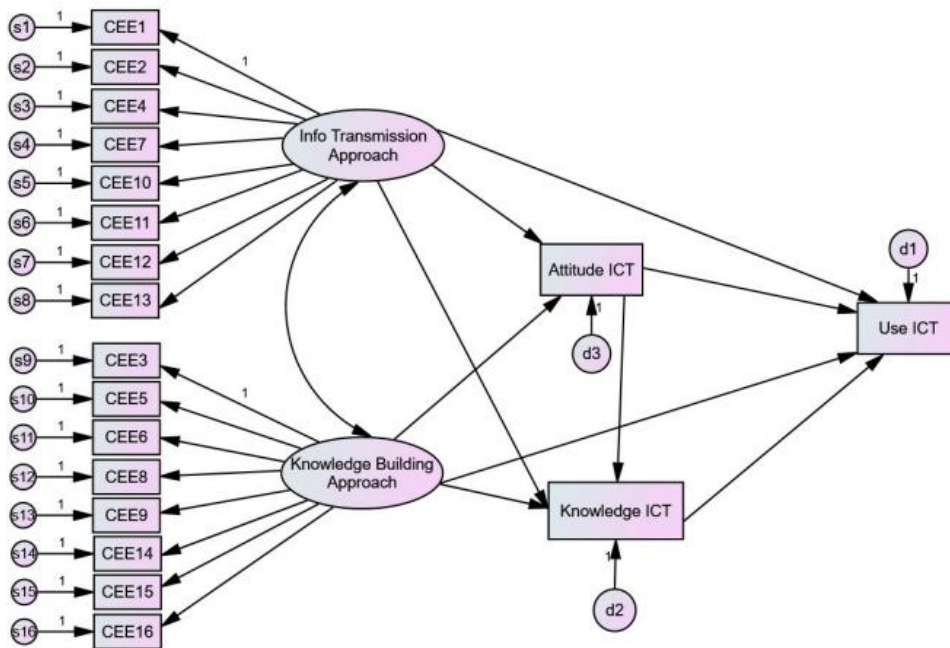 s1 1 CEE1
s2 1 CEE2
s3 1 CEE4
s4 1 CEE7
s5 1 CEE10
s6 1 CEE11
s7 1 CEE12
s8 1 CEE13
1
Info Transmission
Approach
s9 1 CEE3
s10 1 CEE5
s11 1 CEE6
s12 1 CEE8
s13 1 CEE9
s14 1 CEE14
s15 1 CEE15
s16 1 CEE16
1
Knowledge Building
Approach
Attitude ICT
1
d3
Knowledge ICT
1
d2
d1
1
Use ICT